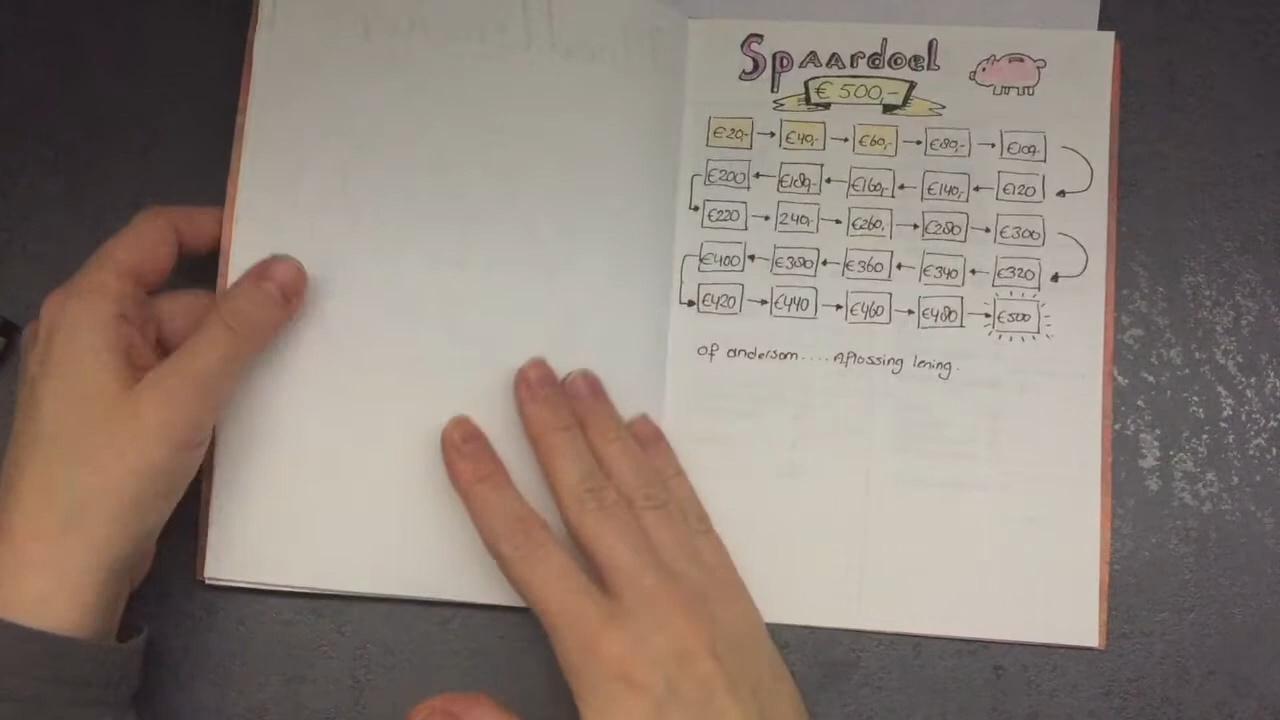 Spaardoel
€ 500,-
€20,- → €40,- → €60,- → €80,- → €100,-
€200 ← €180,- ← €160,- ← €140,- ← €120
€220 → 240,- → €260, → €280 → €300
€400 ← €380 ← €360 ← €340 ← €320
€420 → €440 → €460 → €480 → €500
of andersom.... Aflossing lening.